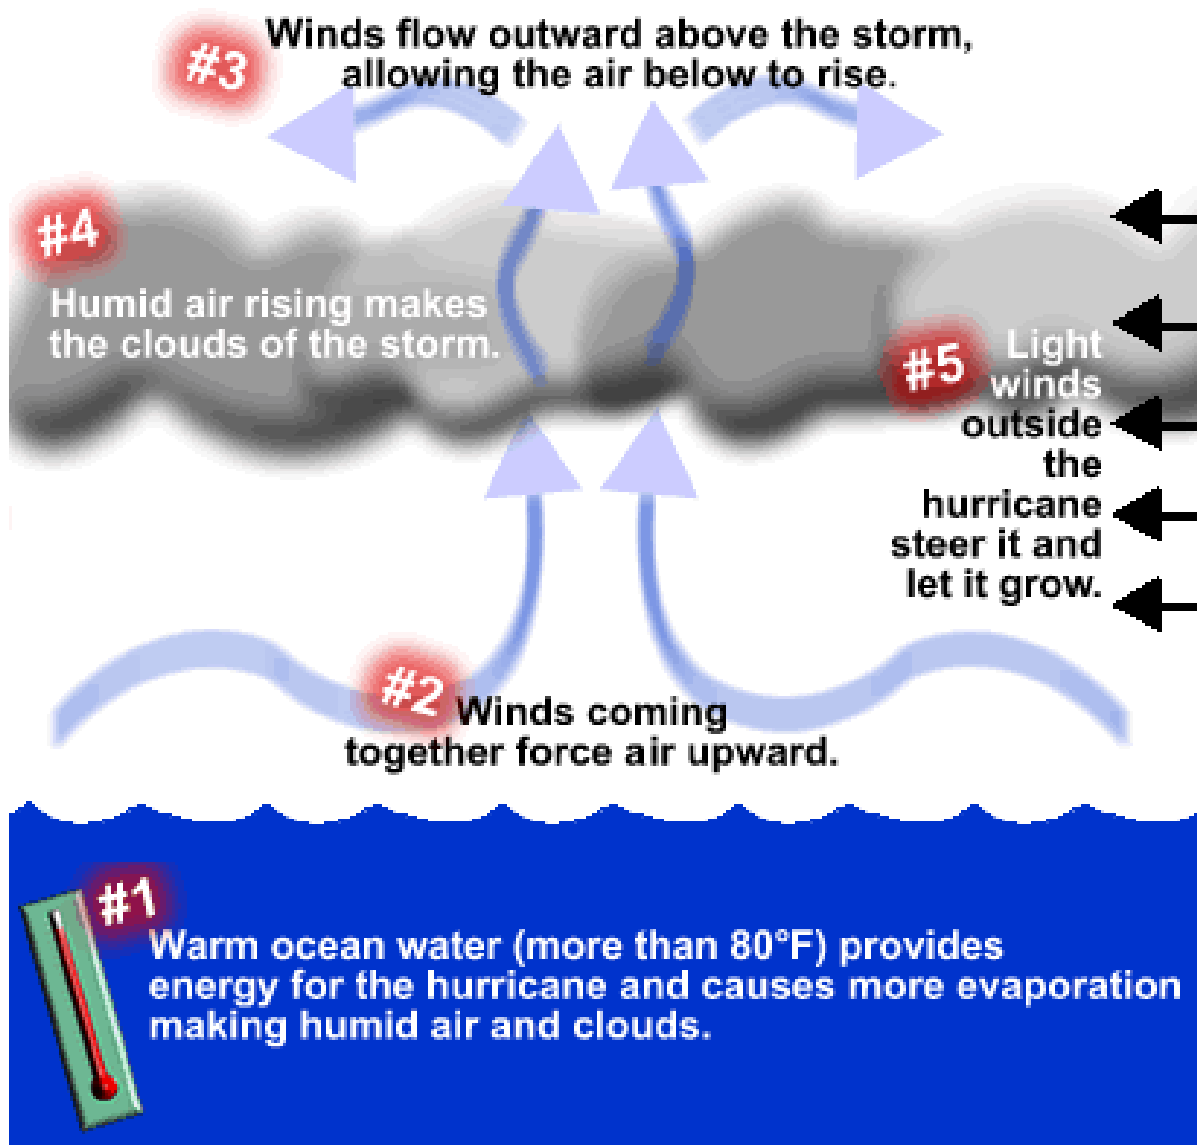 #3
Winds flow outward above the storm,
allowing the air below to rise.
#4
Humid air rising makes
the clouds of the storm.
#5
Light
winds
outside
the
hurricane
steer it and
let it grow.
#2
Winds coming
together force air upward.
#1
Warm ocean water (more than 80°F) provides
energy for the hurricane and causes more evaporation
making humid air and clouds.